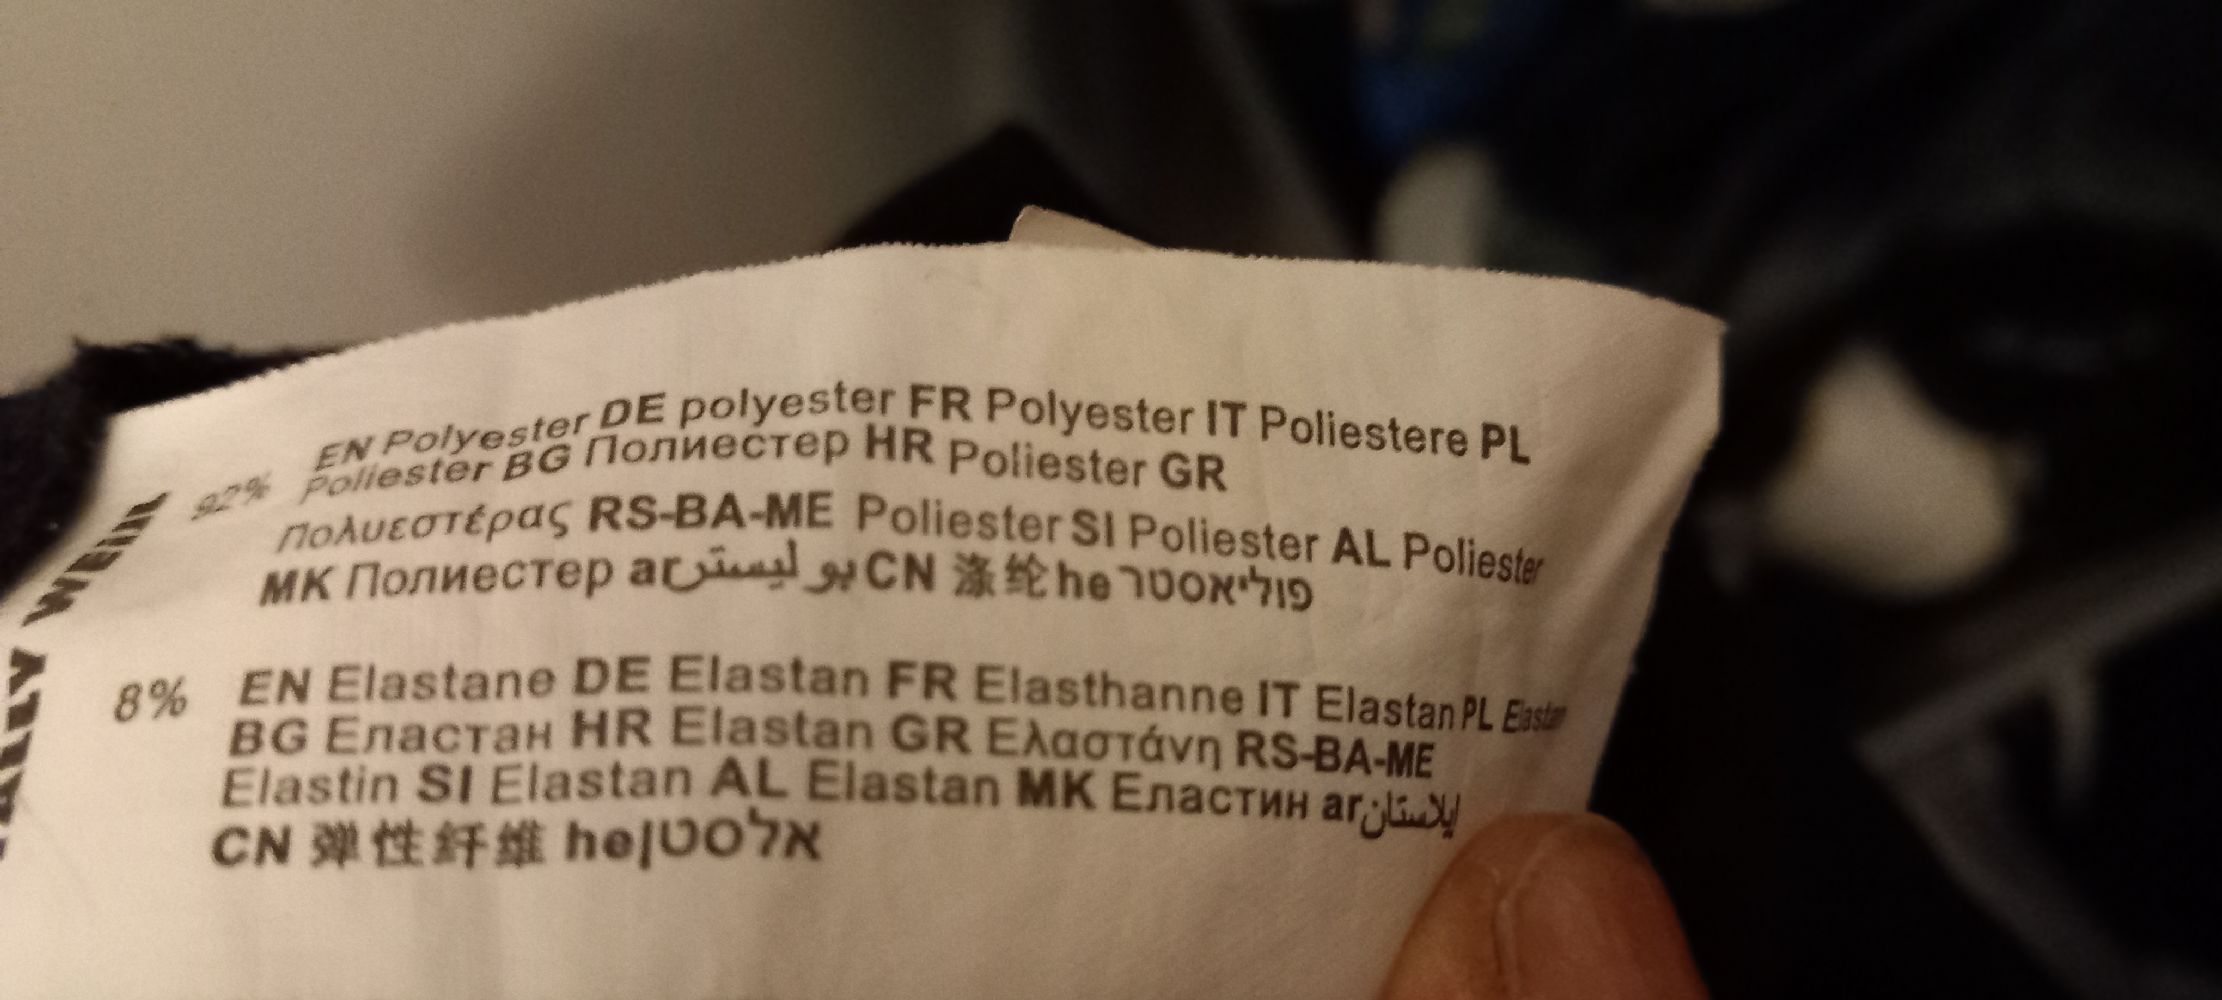 92% EN Polyester DE polyester FR Polyester IT Poliestere PL
Poliester BG Полиестер HR Poliester GR
Πολυεστέρας RS-BA-ME Poliester SI Poliester AL Poliester
MK Полиестер ar بو ليستر CN 涤纶 he פוליאסטר
8% EN Elastane DE Elastan FR Elasthanne IT Elastan PL Elastan
BG Еластан HR Elastan GR Ελαστάνη RS-BA-ME
Elastin SI Elastan AL Elastan MK Еластин ar إيلاستان
CN 弹性纤维 he אלסטן